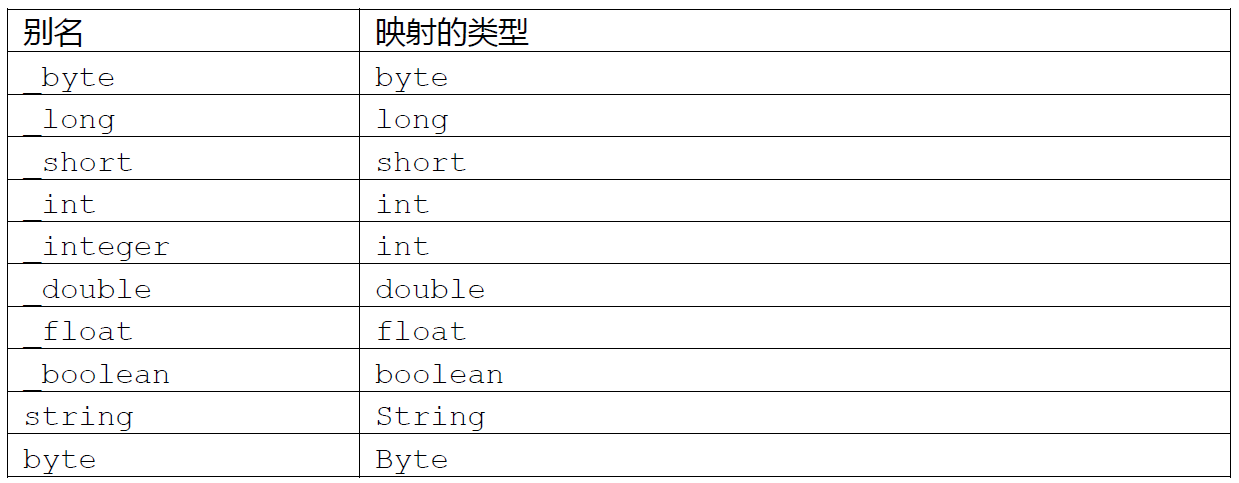 别名 映射的类型
_byte byte
_long long
_short short
_int int
_integer int
_double double
_float float
_boolean boolean
string String
byte Byte